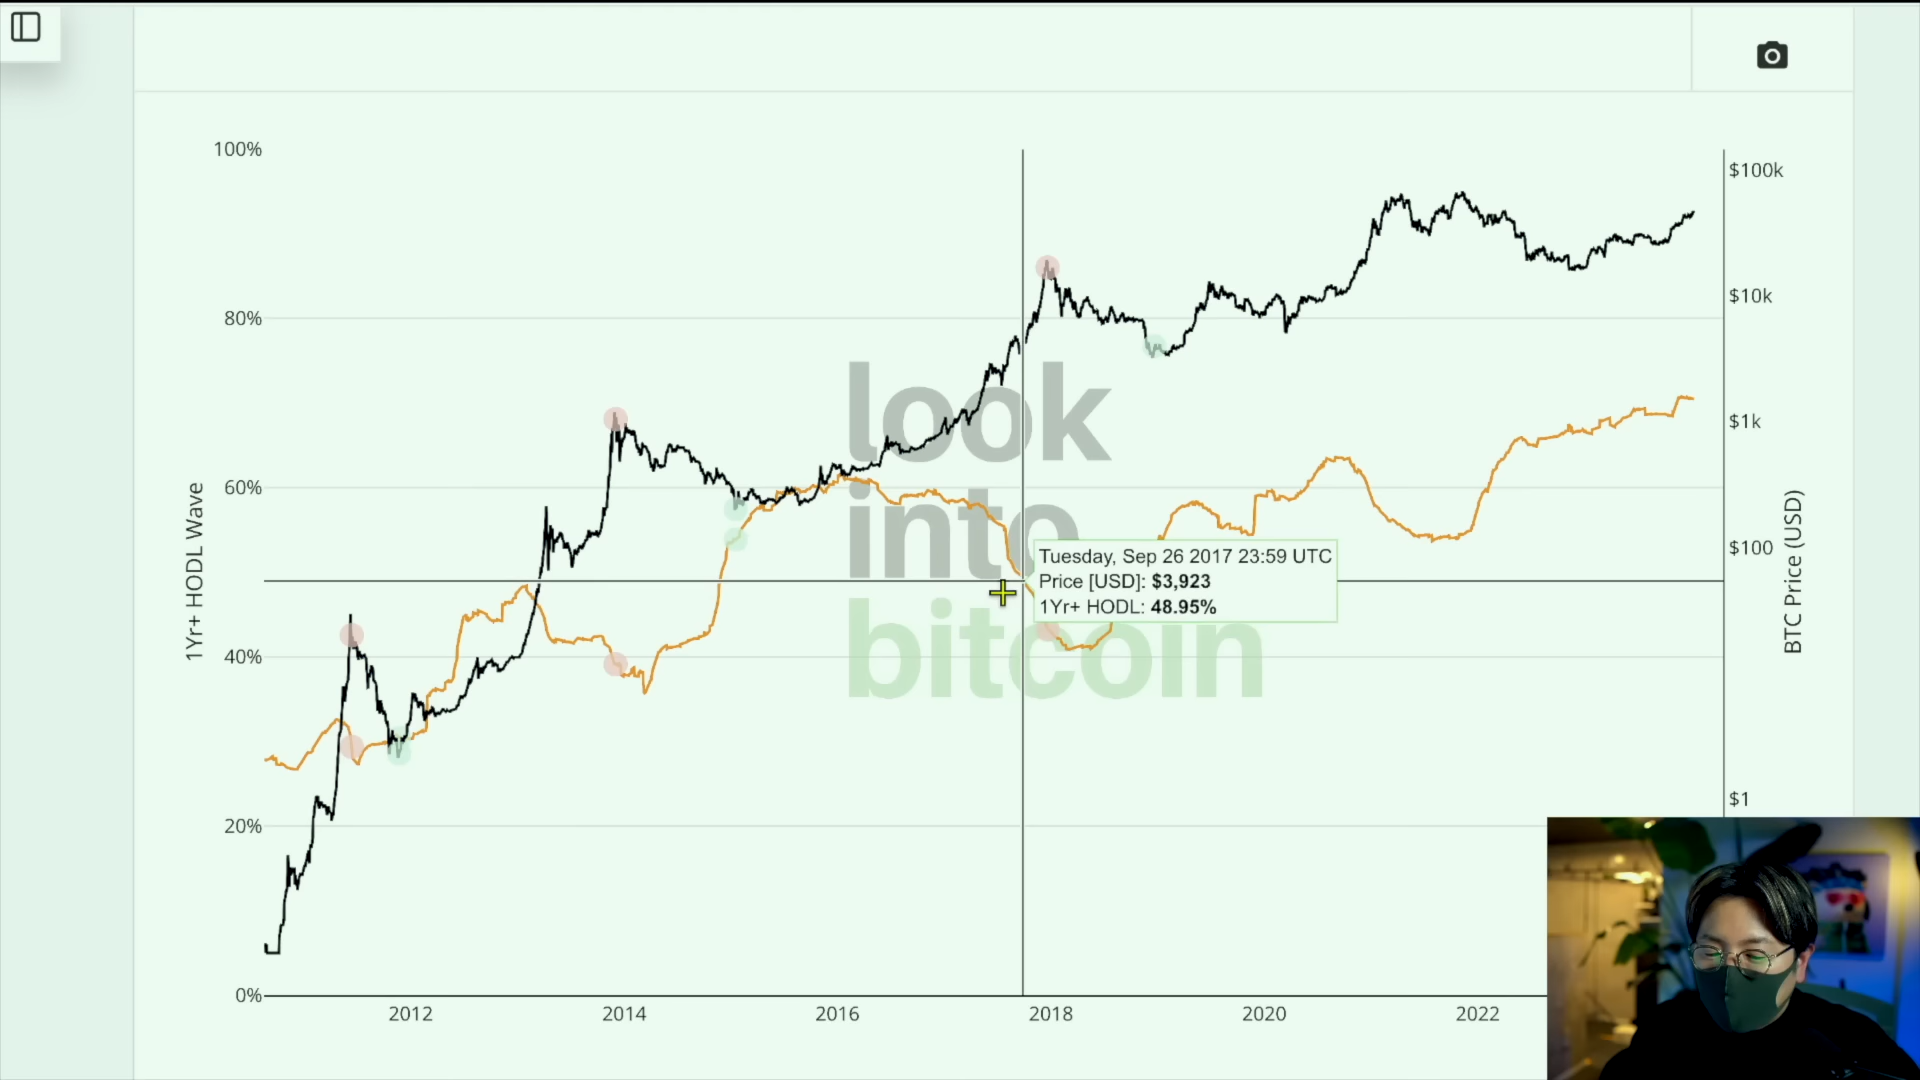 100%
80%
60%
40%
20%
0%
1Yr+ HODL Wave
look
into
bitcoin
Tuesday, Sep 26 2017 23:59 UTC
Price [USD]: $3,923
1Yr+ HODL: 48.95%
$100k
$10k
$1k
$100
$1
BTC Price (USD)
2012
2014
2016
2018
2020
2022